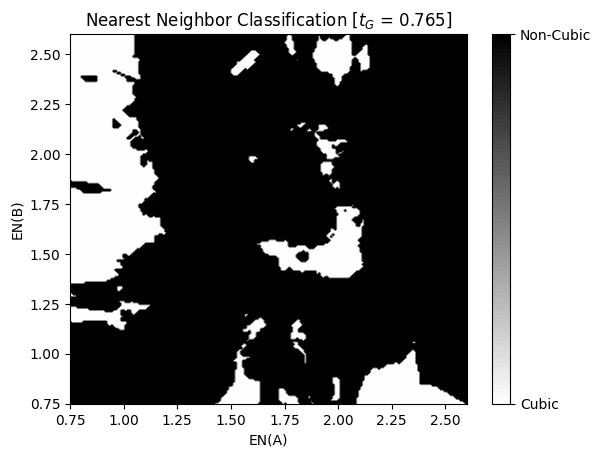 Nearest Neighbor Classification [$t_G$ = 0.765]
2.50
2.25
2.00
1.75
1.50
1.25
1.00
0.75
EN(B)
0.75 1.00 1.25 1.50 1.75 2.00 2.25 2.50
EN(A)
Non-Cubic
Cubic